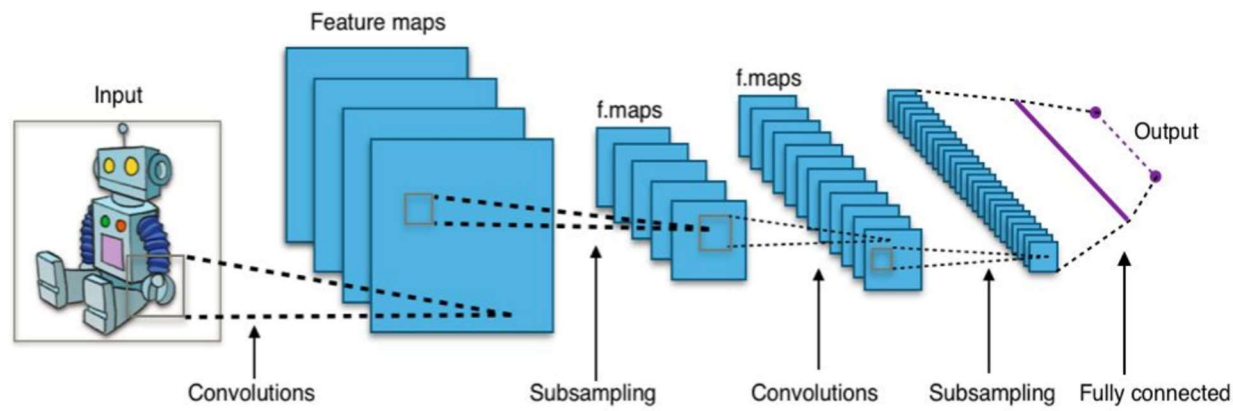 Feature maps
Input
f.maps
f.maps
Output
Convolutions
Subsampling
Convolutions
Subsampling
Fully connected